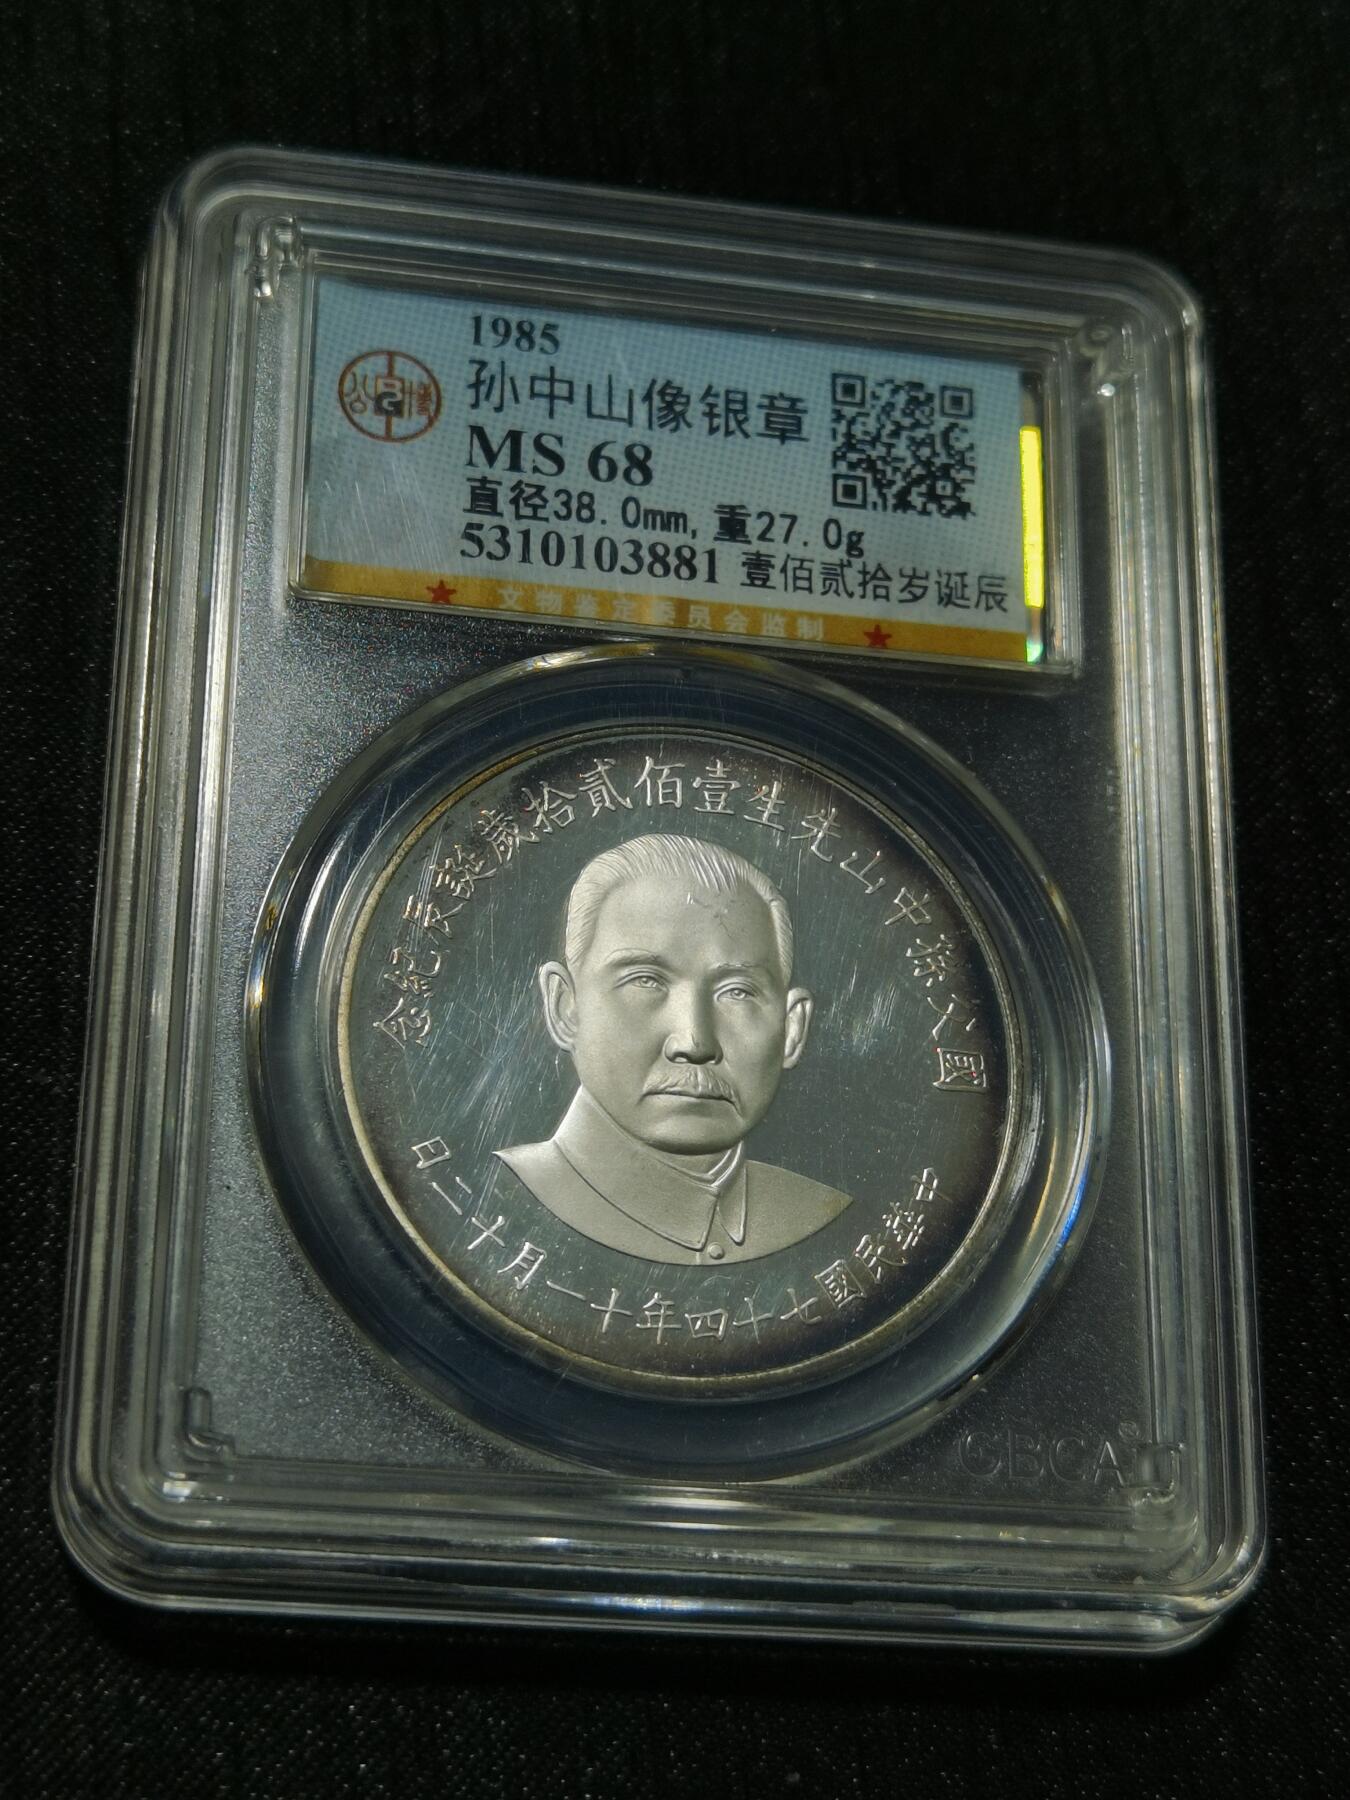 1985
孙中山像银章
MS 68
直径38.0mm,重27.0g
5310103881 壹佰贰拾岁诞辰
文物鉴定委员会监制
公博
國父孫中山先生壹佰貳拾歲誕辰紀念
中華民國七十四年十一月十二日
GBCA